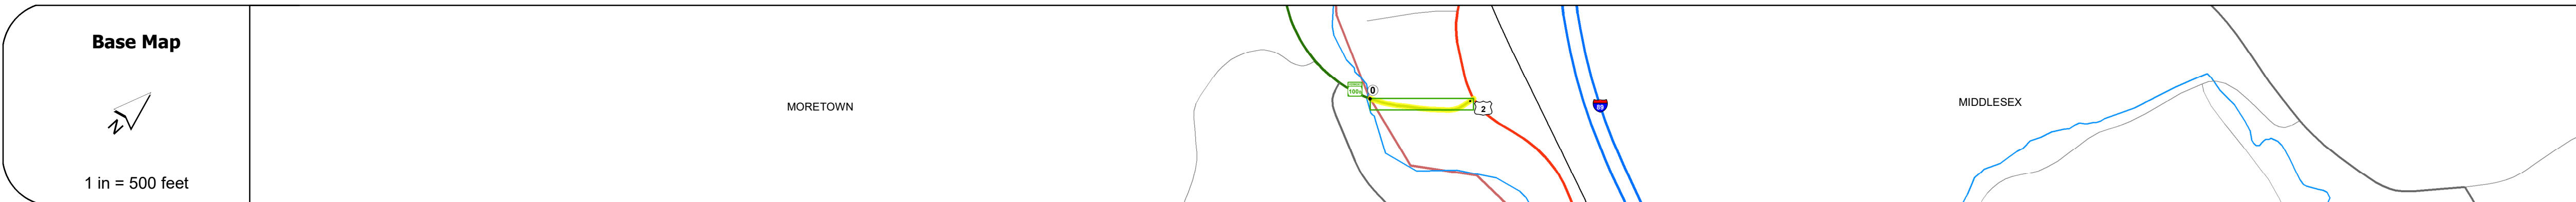 Base Map
N
1 in = 500 feet
MORETOWN
100
0
2
89
MIDDLESEX